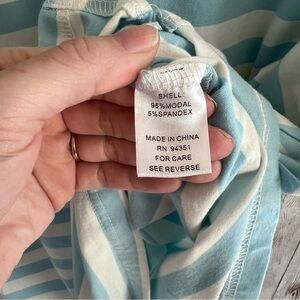 SHELL:
95%MODAL
5%SPANDEX
MADE IN CHINA
RN 94351
FOR CARE
SEE REVERSE